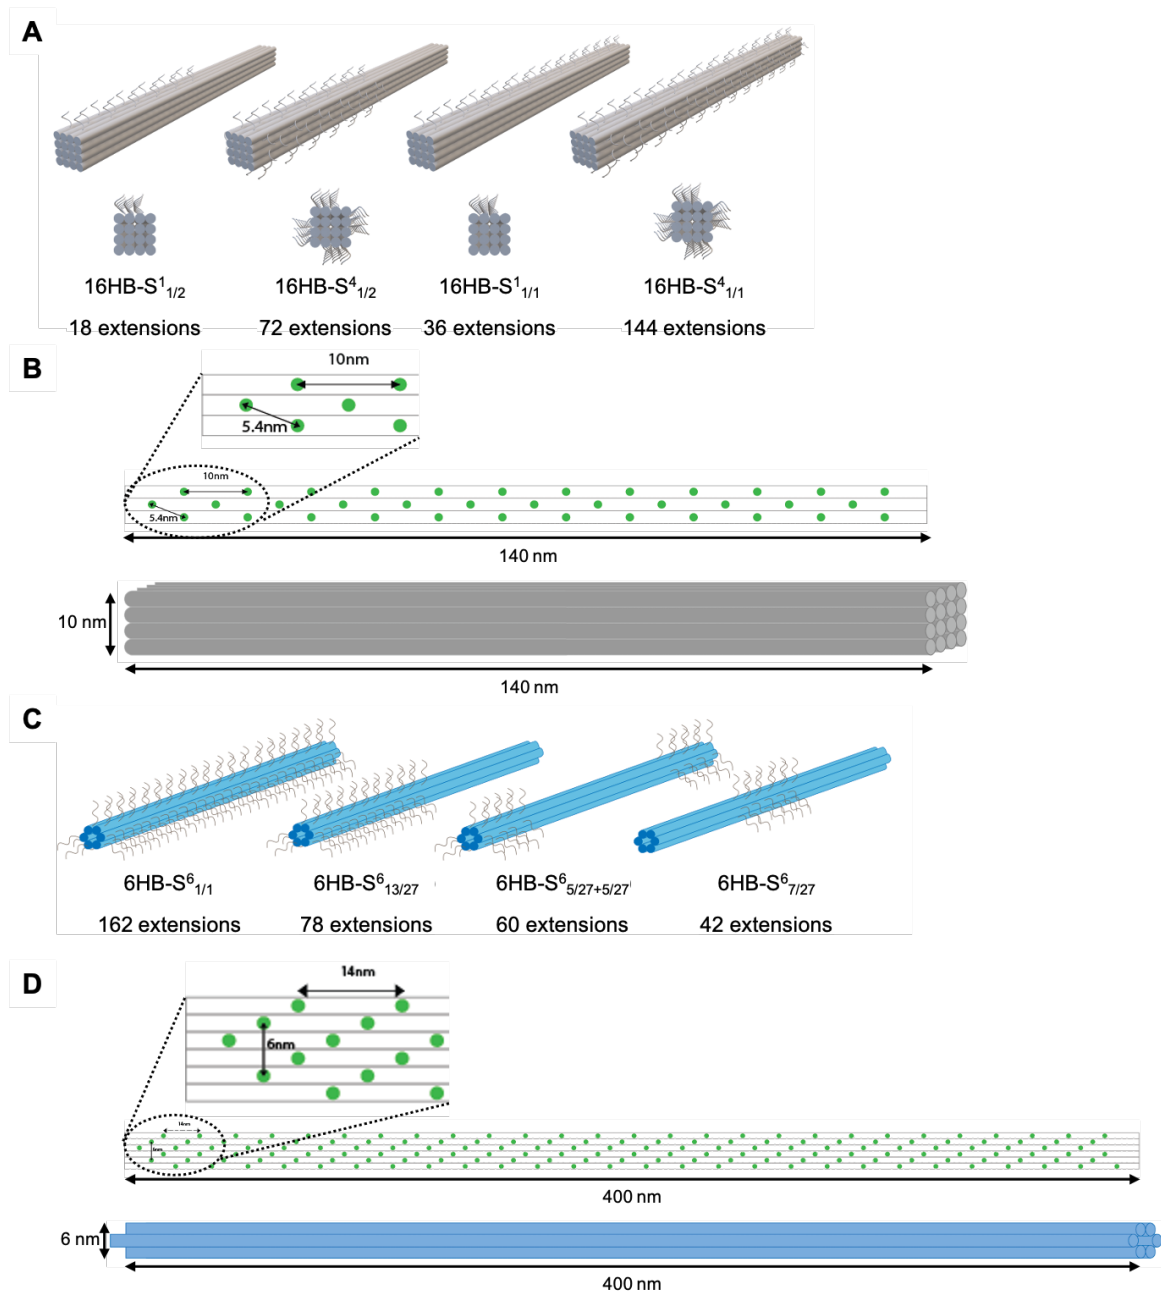 A
16HB-S¹₁/₂ 16HB-S⁴₁/₂ 16HB-S¹₁/₁ 16HB-S⁴₁/₁
18 extensions 72 extensions 36 extensions 144 extensions
B
10nm
5.4nm
10nm
5.4nm
140 nm
10 nm
140 nm
C
6HB-S⁶₁/₁ 6HB-S⁶₁₃/₂₇ 6HB-S⁶₅/₂₇₊₅/₂₇ 6HB-S⁶₇/₂₇
162 extensions 78 extensions 60 extensions 42 extensions
D
14nm
6nm
14nm
6nm
400 nm
6 nm
400 nm